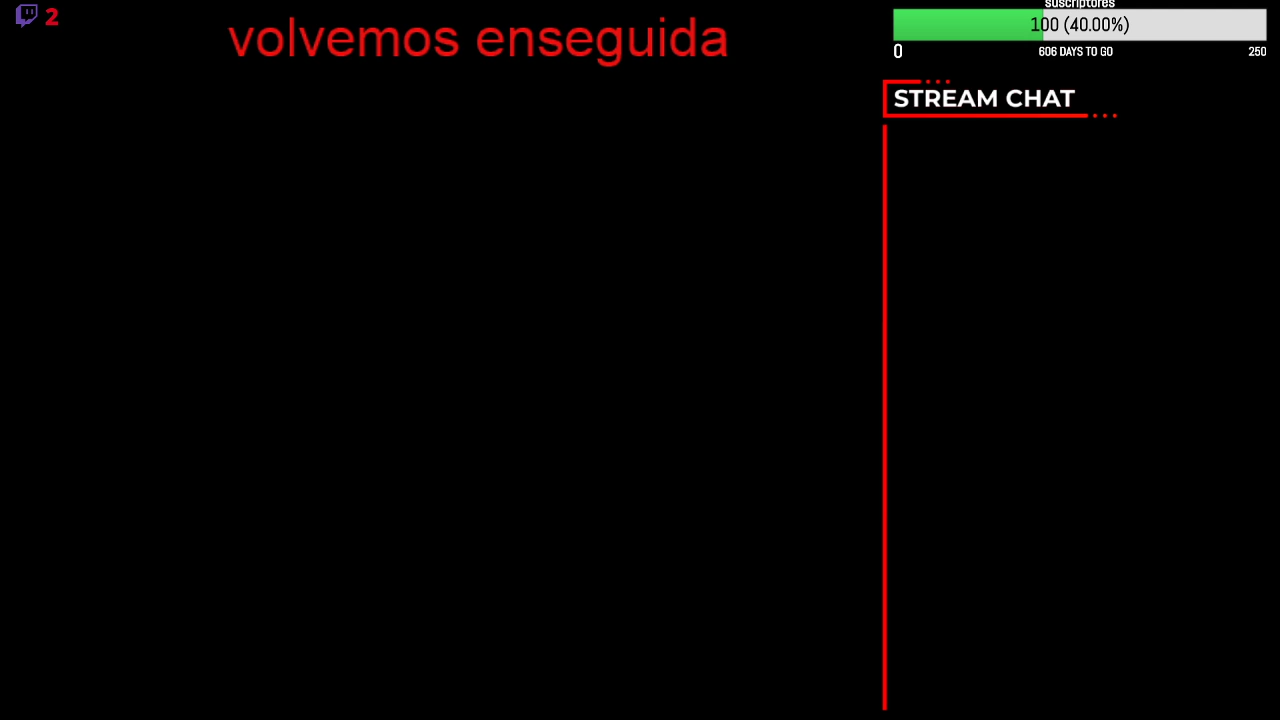 2
volvemos enseguida
suscriptores
100 (40.00%)
0 606 DAYS TO GO 250
STREAM CHAT